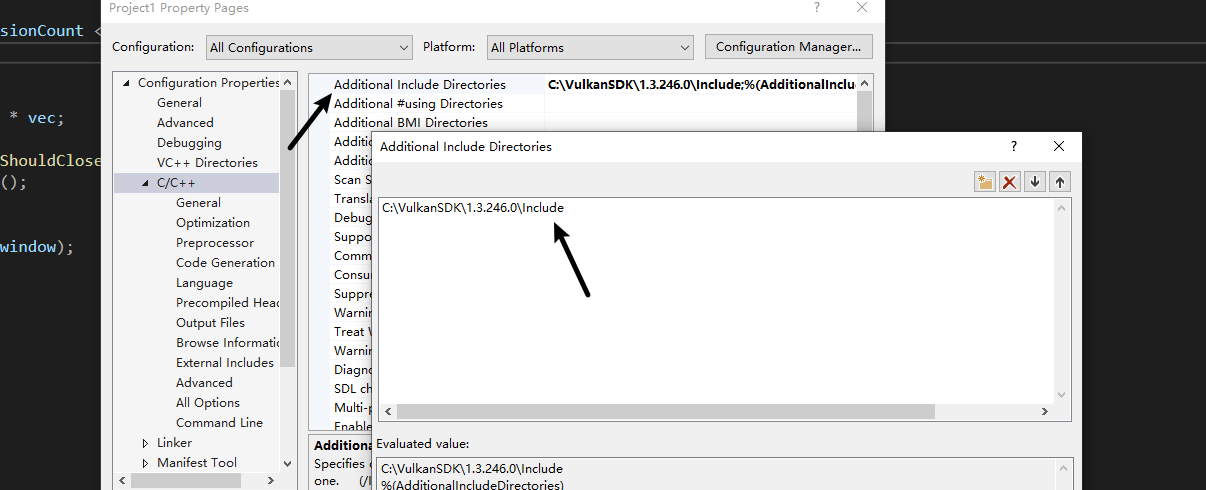 Project1 Property Pages
?
sionCount <
Configuration:
All Configurations
Platform:
All Platforms
Configuration Manager...
Configuration Properties
General
Advanced
Debugging
VC++ Directories
C/C++
General
Optimization
Preprocessor
Code Generation
Language
Precompiled Head
Output Files
Browse Informatic
External Includes
Advanced
All Options
Command Line
Linker
Manifest Tool
Additional Include Directories
C:\VulkanSDK\1.3.246.0\Include;%(AdditionalInclu
Additional #using Directories
Additional BMI Directories
Additio
Additio
Scan S
Transla
Debug
Suppo
Comm
Consu
Suppre
Warnin
Treat W
Warnin
Diagno
SDL ch
Multi-p
Enable
Additional
Specifies o
one. (/I
* vec;
ShouldClose
();
window);
Additional Include Directories
?
C:\VulkanSDK\1.3.246.0\Include
Evaluated value:
C:\VulkanSDK\1.3.246.0\Include
%(AdditionalIncludeDirectories)